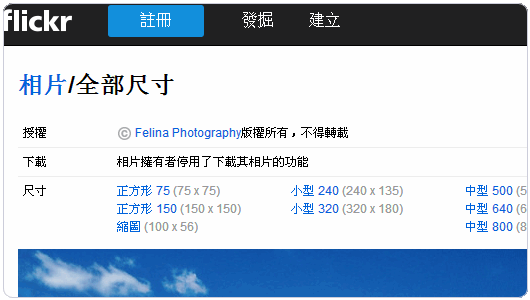 flickr 註冊 發掘 建立
相片/全部尺寸
授權 © Felina Photography版權所有，不得轉載
下載 相片擁有者停用了下載其相片的功能
尺寸 正方形 75 (75 x 75) 小型 240 (240 x 135) 中型 500 (5
正方形 150 (150 x 150) 小型 320 (320 x 180) 中型 640 (6
縮圖 (100 x 56) 中型 800 (8